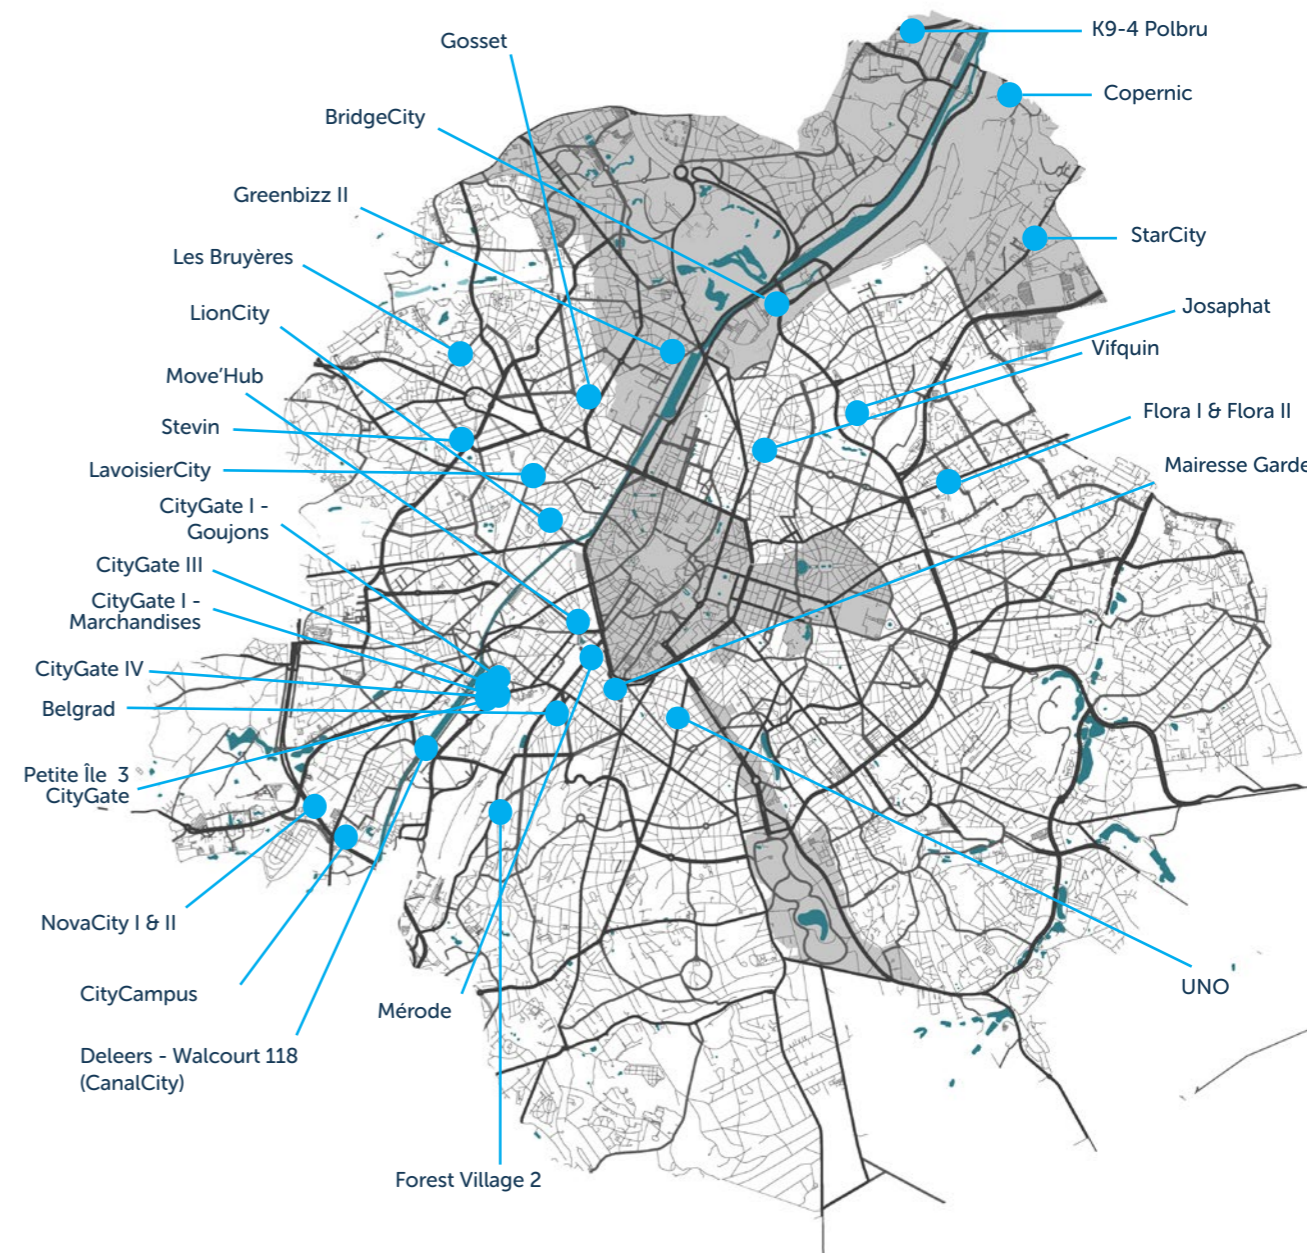 K9-4 Polbru
Gosset
Copernic
BridgeCity
Greenbizz II
StarCity
Les Bruyères
LionCity
Josaphat
Vifquin
Move'Hub
Flora I & Flora II
Stevin
Mairesse Garde
LavoisierCity
CityGate I -
Goujons
CityGate III
CityGate I -
Marchandises
CityGate IV
Belgrad
Petite Île 3
CityGate
NovaCity I & II
CityCampus
Mérode
UNO
Deleers - Walcourt 118
(CanalCity)
Forest Village 2